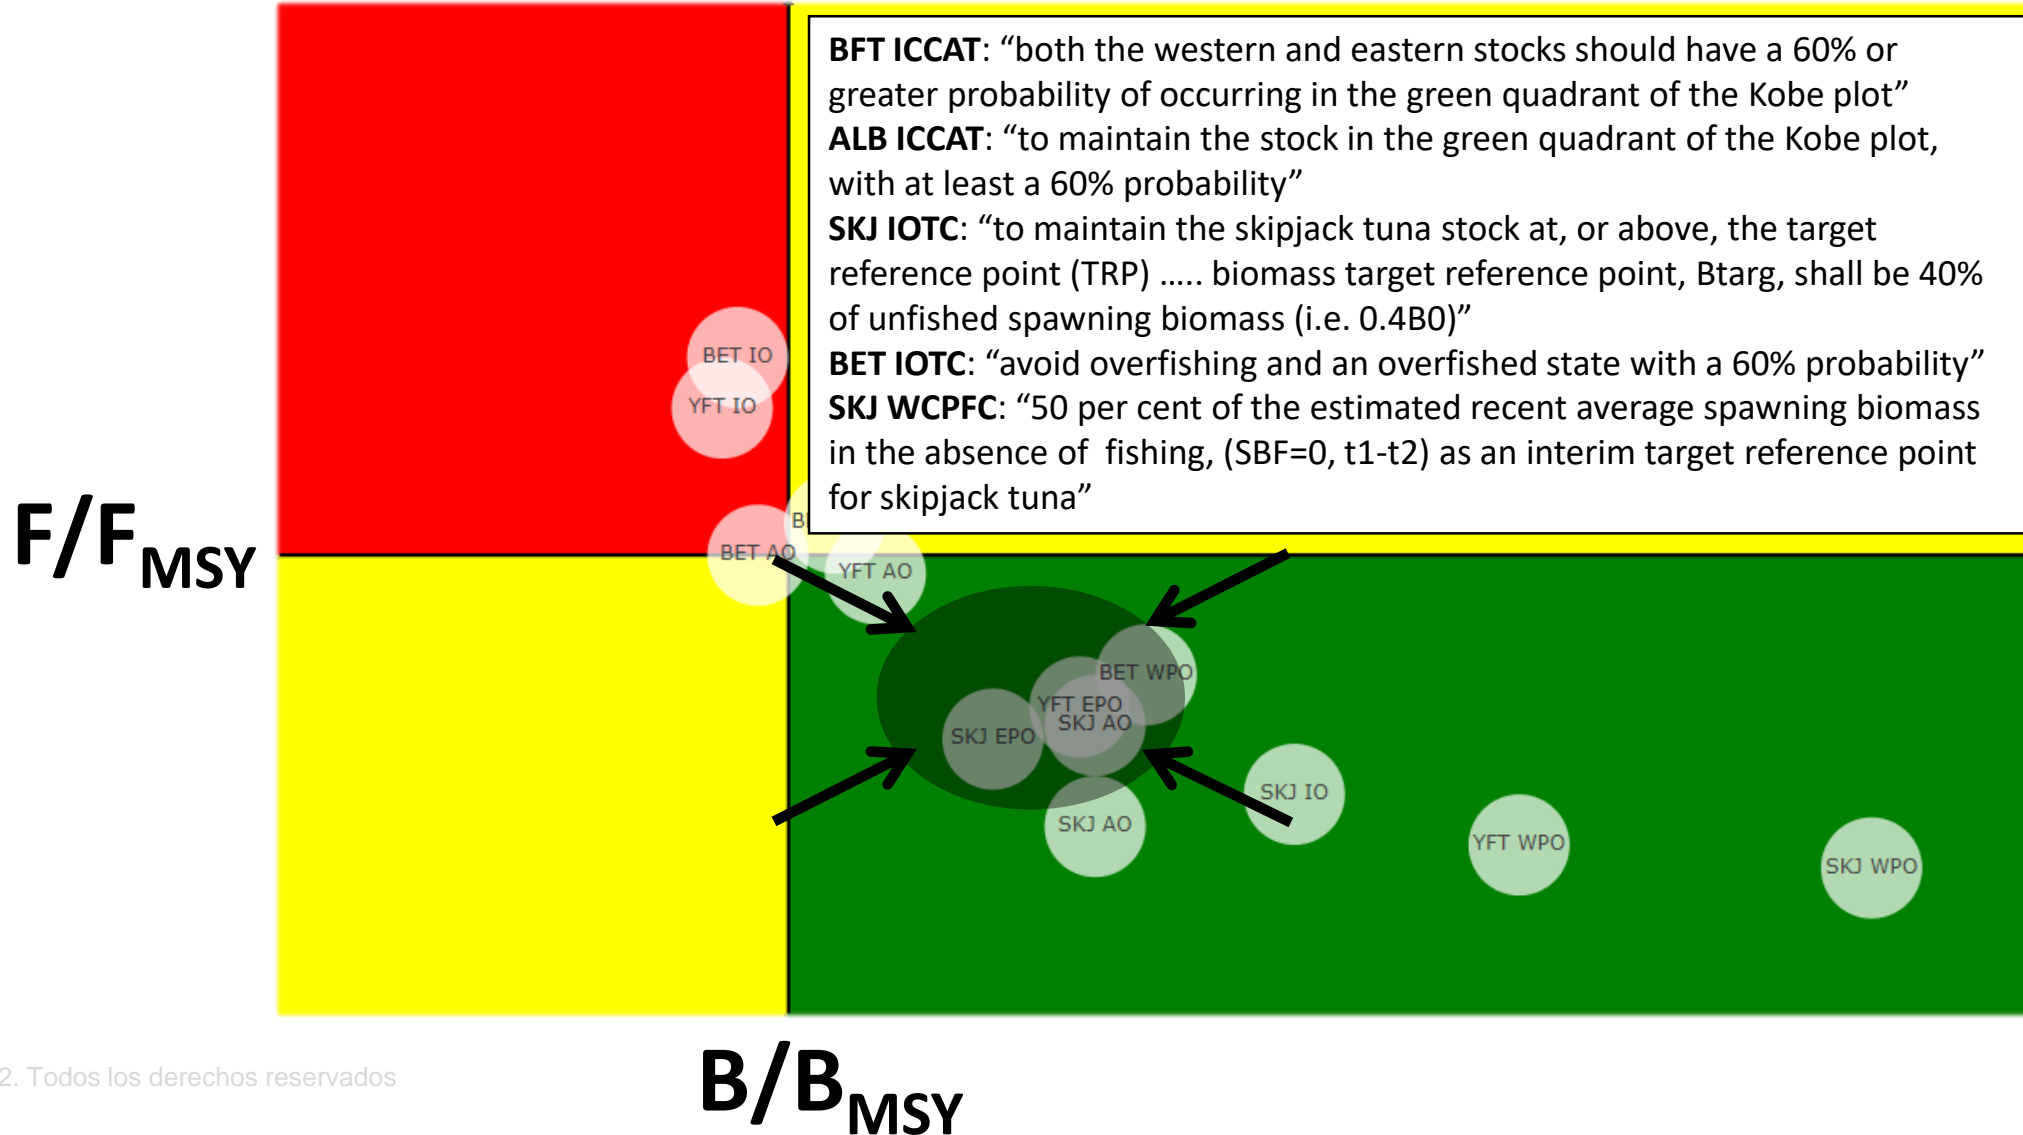 BFT ICCAT: “both the western and eastern stocks should have a 60% or
greater probability of occurring in the green quadrant of the Kobe plot”
ALB ICCAT: “to maintain the stock in the green quadrant of the Kobe plot,
with at least a 60% probability”
SKJ IOTC: “to maintain the skipjack tuna stock at, or above, the target
reference point (TRP) ..... biomass target reference point, Btarg, shall be 40%
of unfished spawning biomass (i.e. 0.4B0)”
BET IOTC: “avoid overfishing and an overfished state with a 60% probability”
SKJ WCPFC: “50 per cent of the estimated recent average spawning biomass
in the absence of fishing, (SBF=0, t1-t2) as an interim target reference point
for skipjack tuna”
BET IO
YFT IO
F/FMSY
BET AO
YFT AO
BET WPO
YFT EPO
SKJ AO
SKJ EPO
SKJ IO
SKJ AO
YFT WPO
SKJ WPO
B/BMSY
2. Todos los derechos reservados